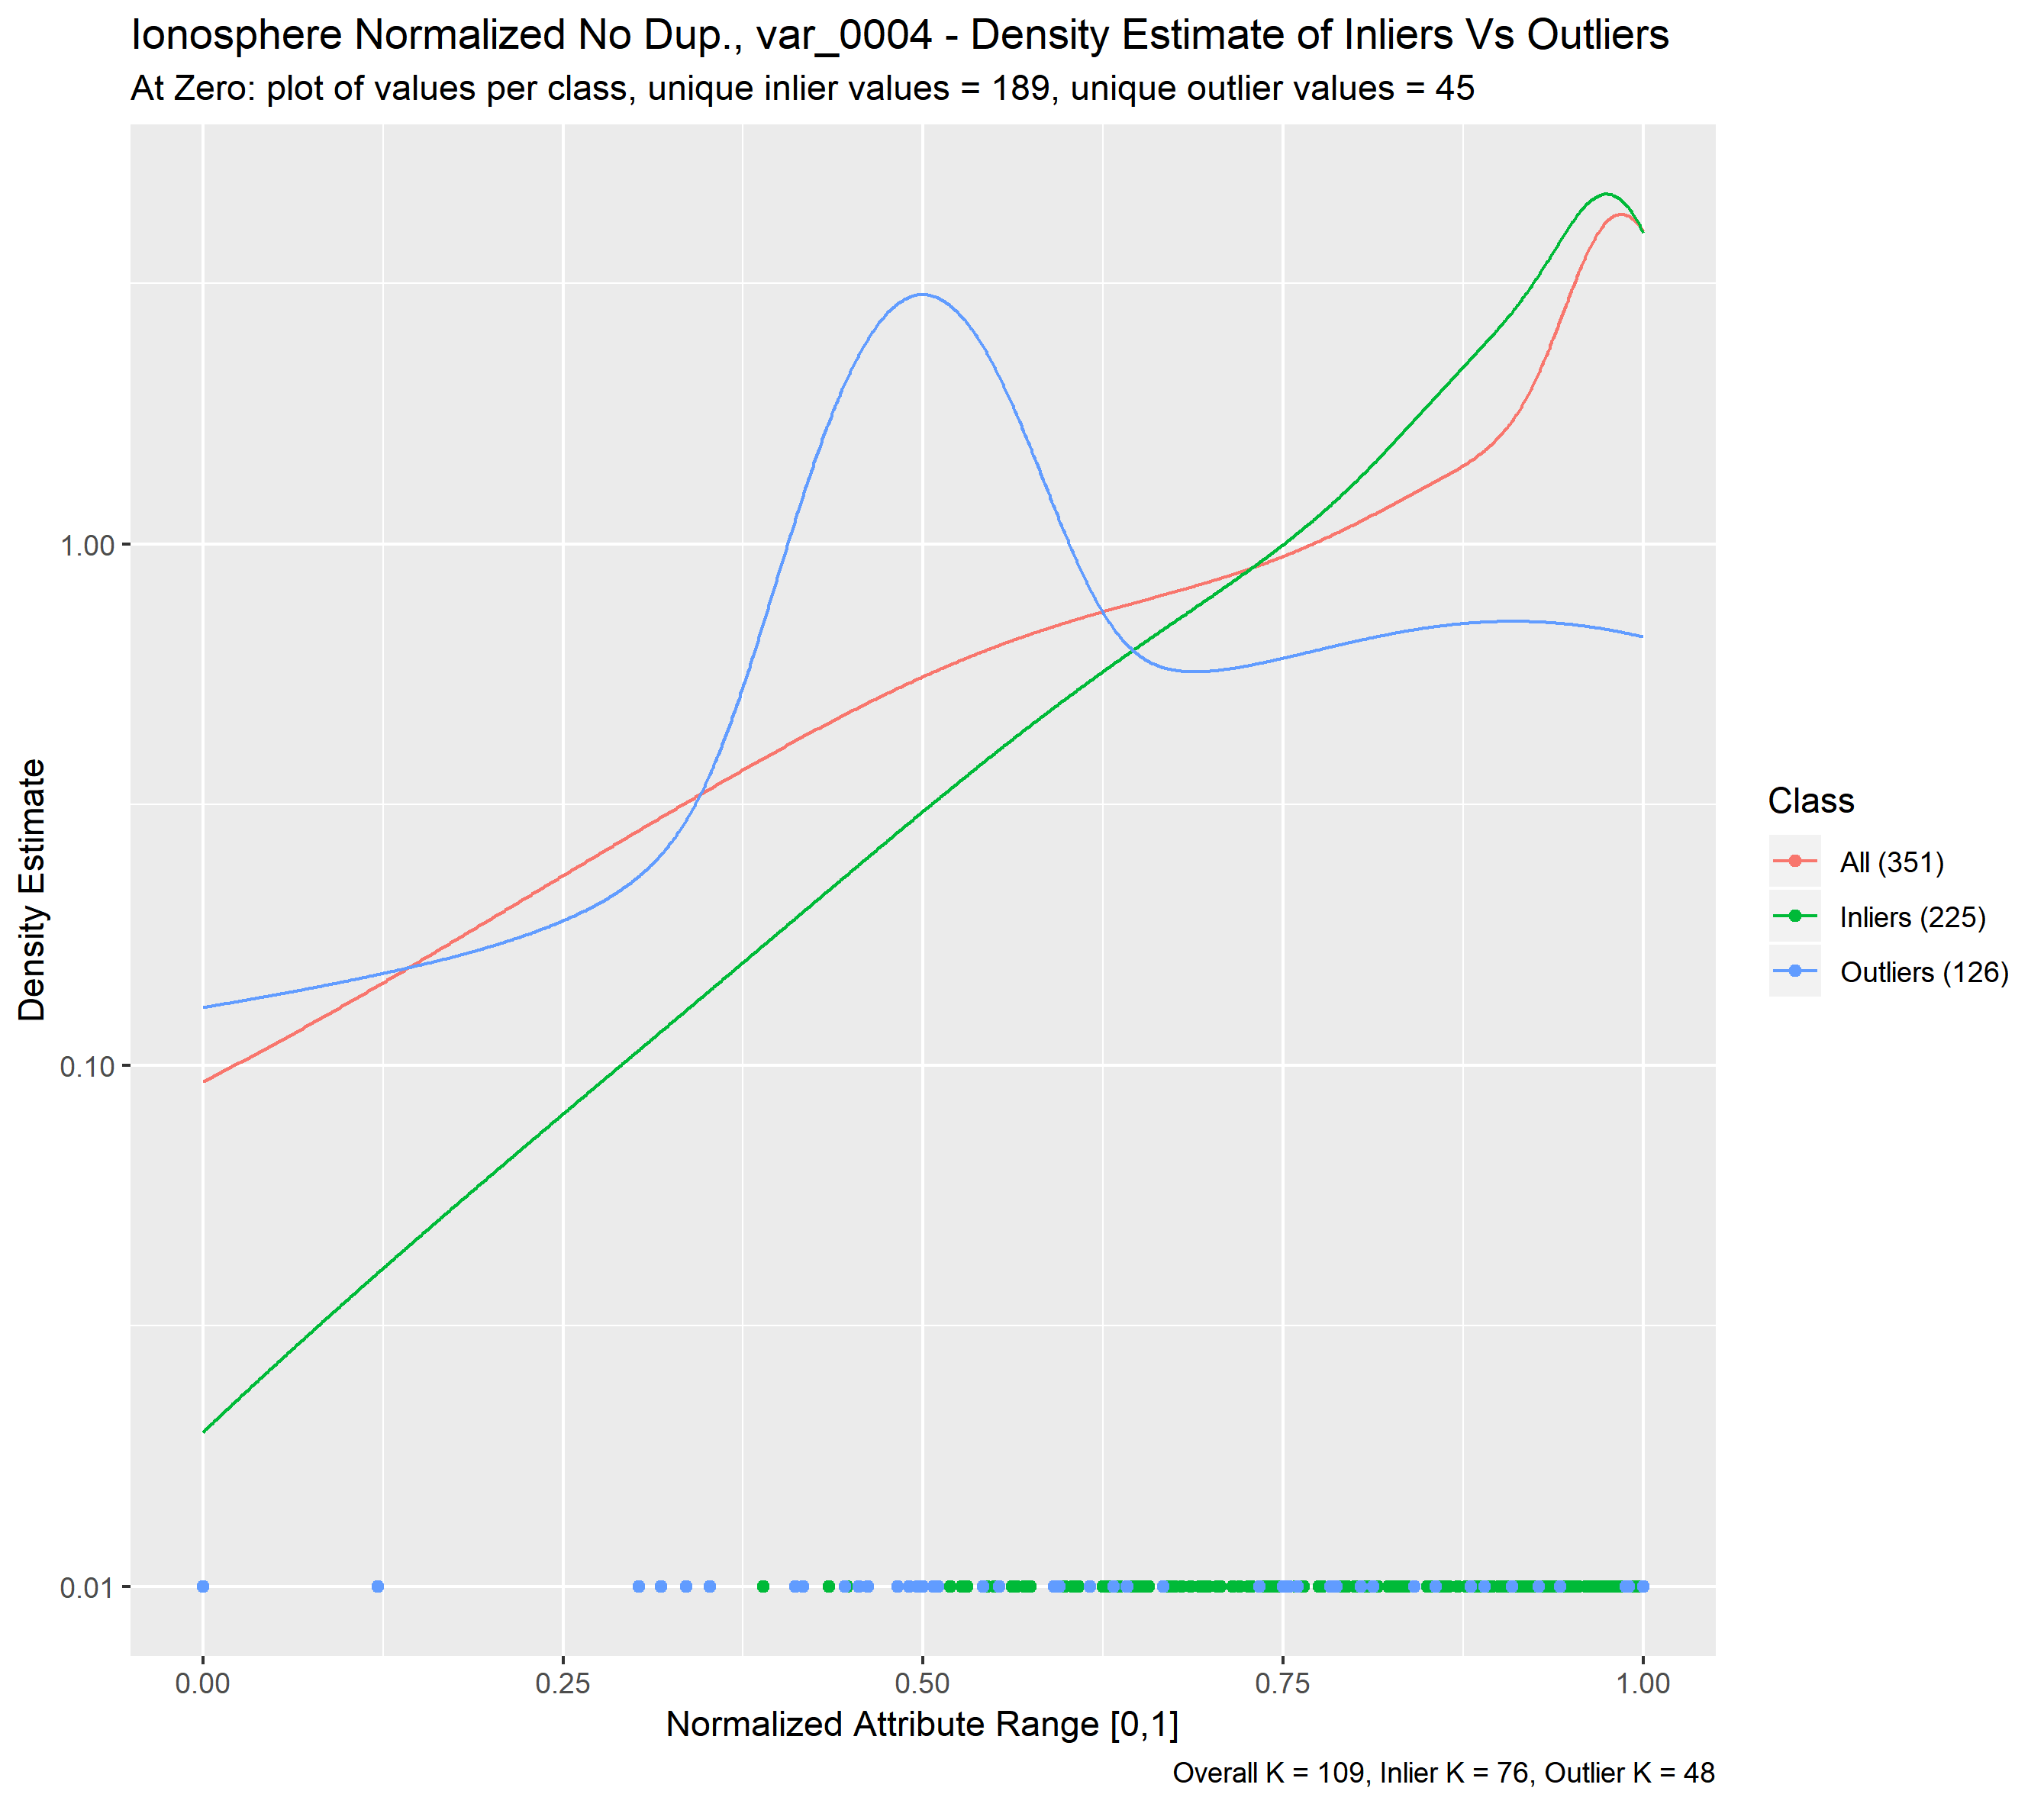 Ionosphere Normalized No Dup., var_0004 - Density Estimate of Inliers Vs Outliers
At Zero: plot of values per class, unique inlier values = 189, unique outlier values = 45
Density Estimate
1.00
0.10
0.01
0.00
0.25
0.50
0.75
1.00
Normalized Attribute Range [0,1]
Class
All (351)
Inliers (225)
Outliers (126)
Overall K = 109, Inlier K = 76, Outlier K = 48